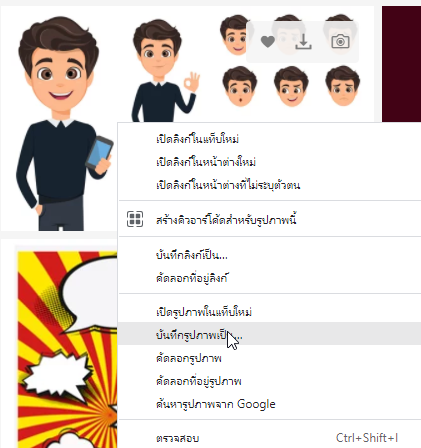 เปิดลิงก์ในแท็บใหม่
เปิดลิงก์ในหน้าต่างใหม่
เปิดลิงก์ในหน้าต่างที่ไม่ระบุตัวตน
สร้างคิวอาร์โค้ดสำหรับรูปภาพนี้
บันทึกลิงก์เป็น...
คัดลอกที่อยู่ลิงก์
เปิดรูปภาพในแท็บใหม่
บันทึกรูปภาพเป็น...
คัดลอกรูปภาพ
คัดลอกที่อยู่รูปภาพ
ค้นหารูปภาพจาก Google
ตรวจสอบ Ctrl+Shift+I